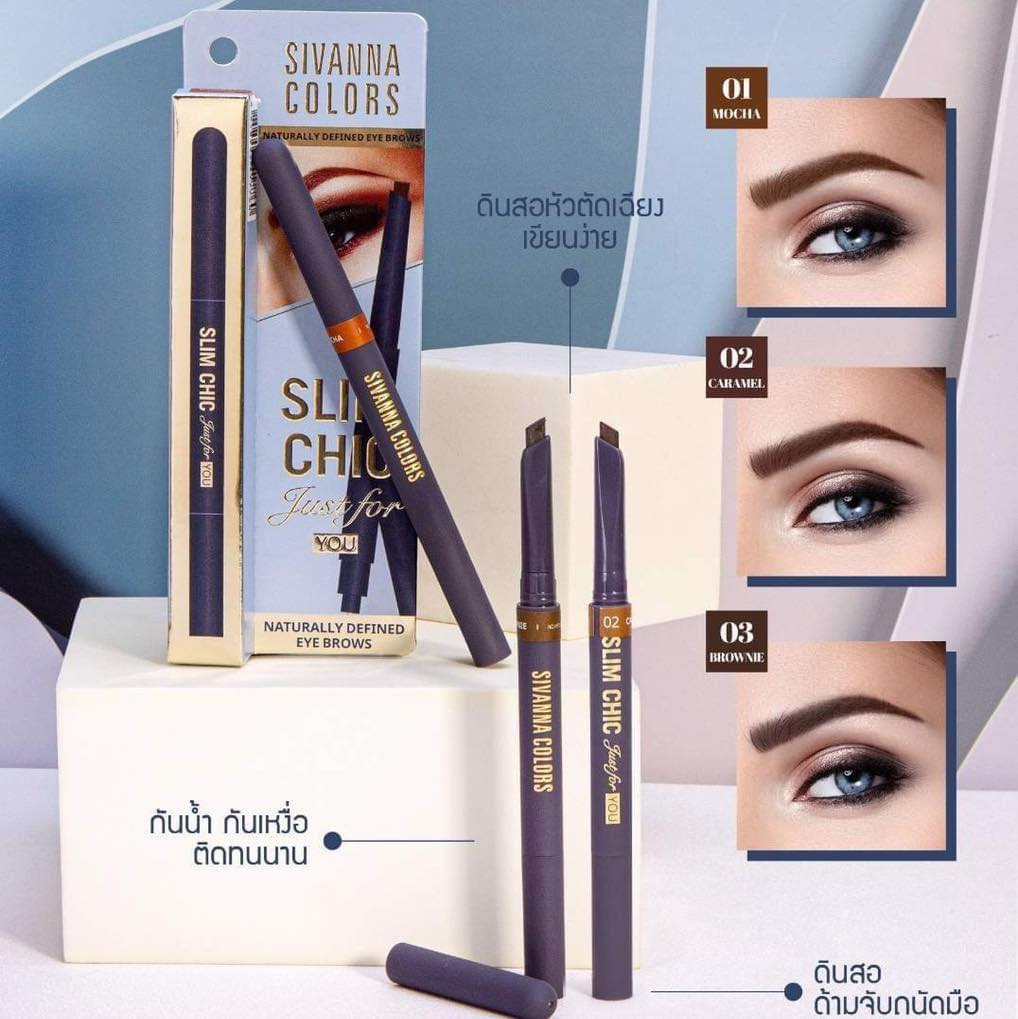 SIVANNA
COLORS
NATURALLY DEFINED EYE BROWS
SLIM CHIC Just for YOU
CHIC
Just for
YOU
NATURALLY DEFINED
EYE BROWS
SIVANNA COLORS
ดินสอหัวตัดเฉียง
เขียนง่าย
01
MOCHA
02
CARAMEL
03
BROWNIE
SIVANNA COLORS
02
SLIM CHIC Just for YOU
กันน้ำ กันเหงื่อ
ติดทนนาน
ดินสอ
ด้ามจับถนัดมือ